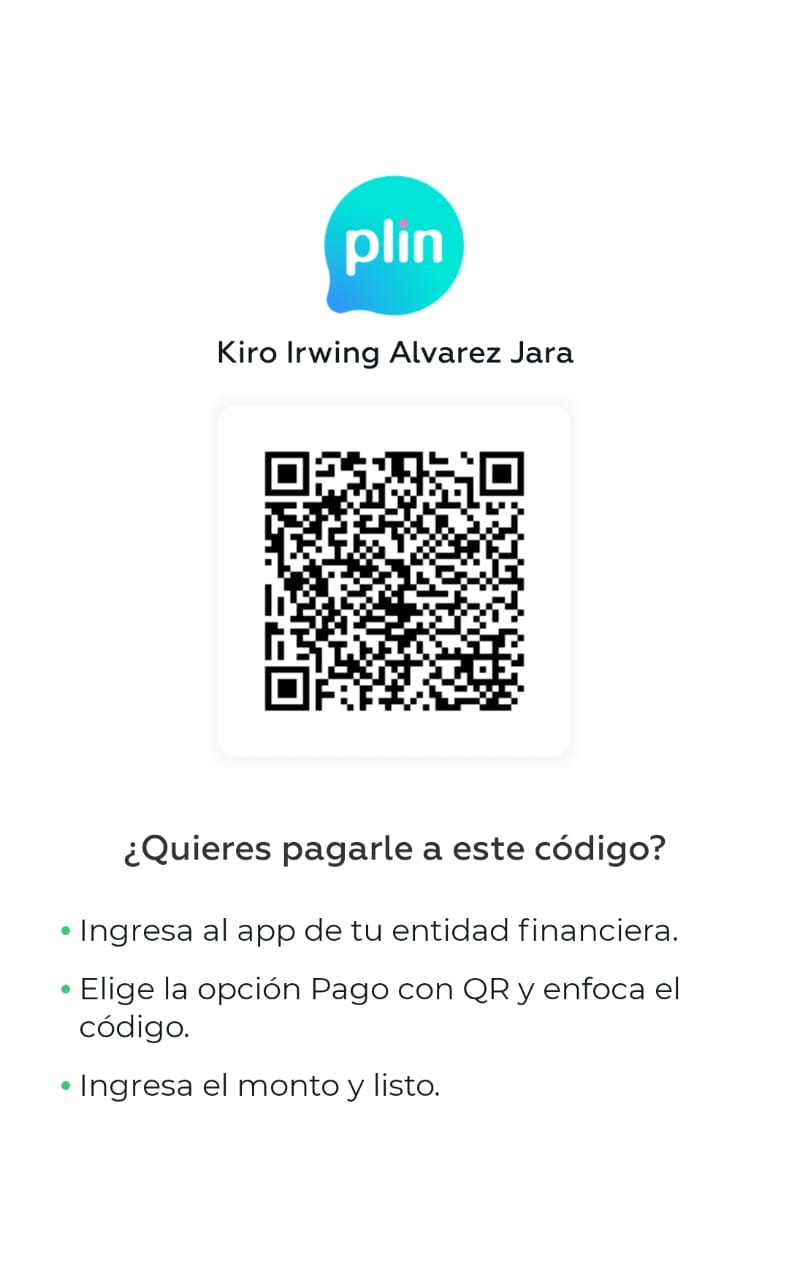 plin
Kiro Irwing Alvarez Jara
¿Quieres pagarle a este código?
• Ingresa al app de tu entidad financiera.
• Elige la opción Pago con QR y enfoca el
código.
• Ingresa el monto y listo.